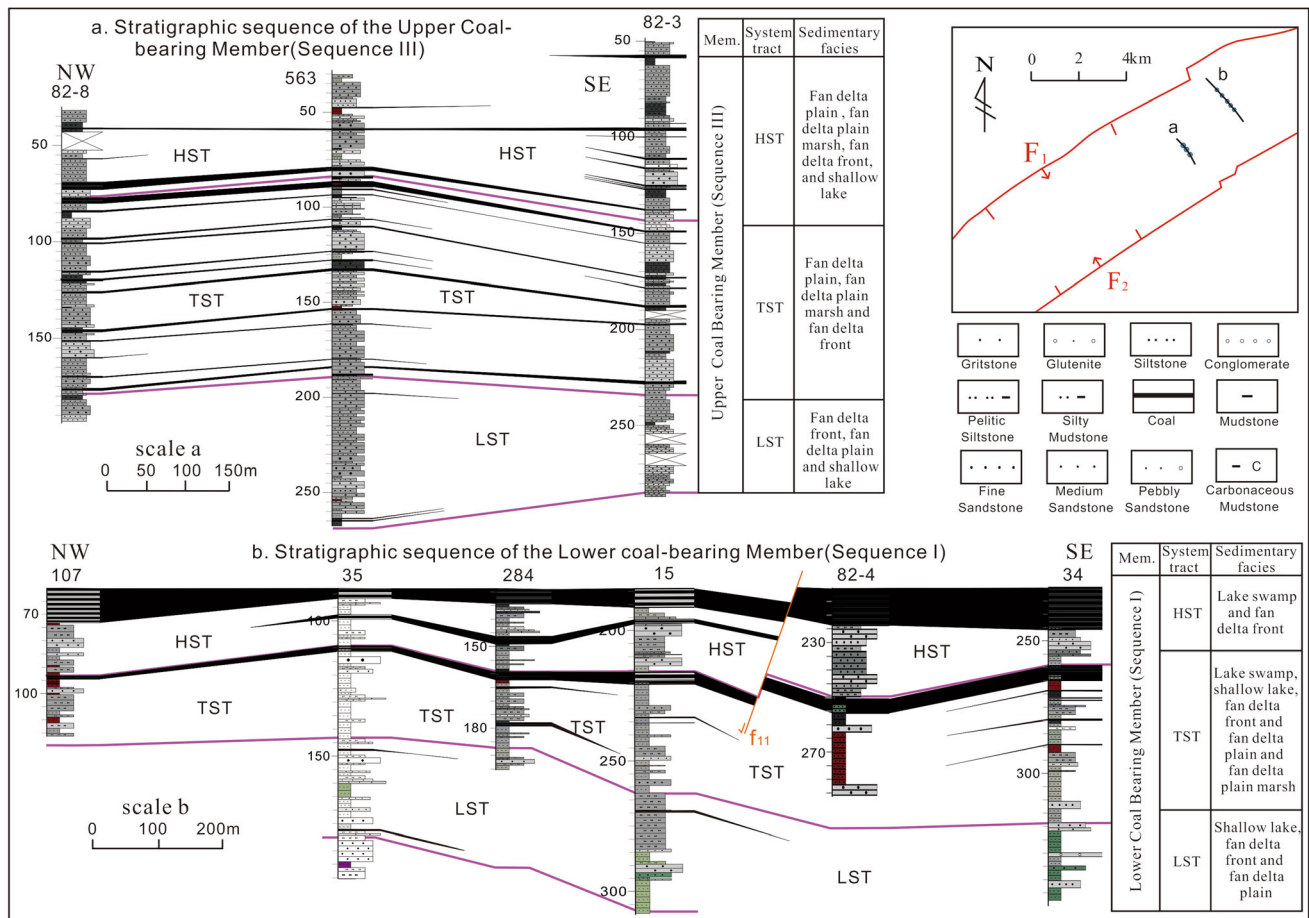 a. Stratigraphic sequence of the Upper Coal-
bearing Member(Sequence III)
NW
82-8
563
SE
82-3
50
100
150
50
100
150
200
250
50
100
150
200
250
HST
HST
TST
TST
LST
scale a
0 50 100 150m
Mem.
System
tract
Sedimentary
facies
Upper Coal Bearing Member (Sequence III)
HST
Fan delta
plain , fan
delta plain
marsh, fan
delta front,
and shallow
lake
TST
Fan delta
plain, fan
delta plain
marsh and
fan delta
front
LST
Fan delta
front, fan
delta plain
and shallow
lake
N
0 2 4km
b
a
F1
F2
Gritstone
Glutenite
Siltstone
Conglomerate
Pelitic
Siltstone
Silty
Mudstone
Coal
Mudstone
C
Fine
Sandstone
Medium
Sandstone
Pebbly
Sandstone
Carbonaceous
Mudstone
b. Stratigraphic sequence of the Lower coal-bearing Member(Sequence I)
NW
SE
107
35
284
15
82-4
34
70
100
100
150
150
180
200
250
300
230
270
250
300
HST
HST
HST
TST
TST
TST
TST
f11
LST
LST
scale b
0 100 200m
Mem.
System
tract
Sedimentary
facies
Lower Coal Bearing Member (Sequence I)
HST
Lake swamp
and fan
delta front
TST
Lake swamp,
shallow lake,
fan delta
front and
fan delta
plain and
fan delta
plain marsh
LST
Shallow lake,
fan delta
front and
fan delta
plain